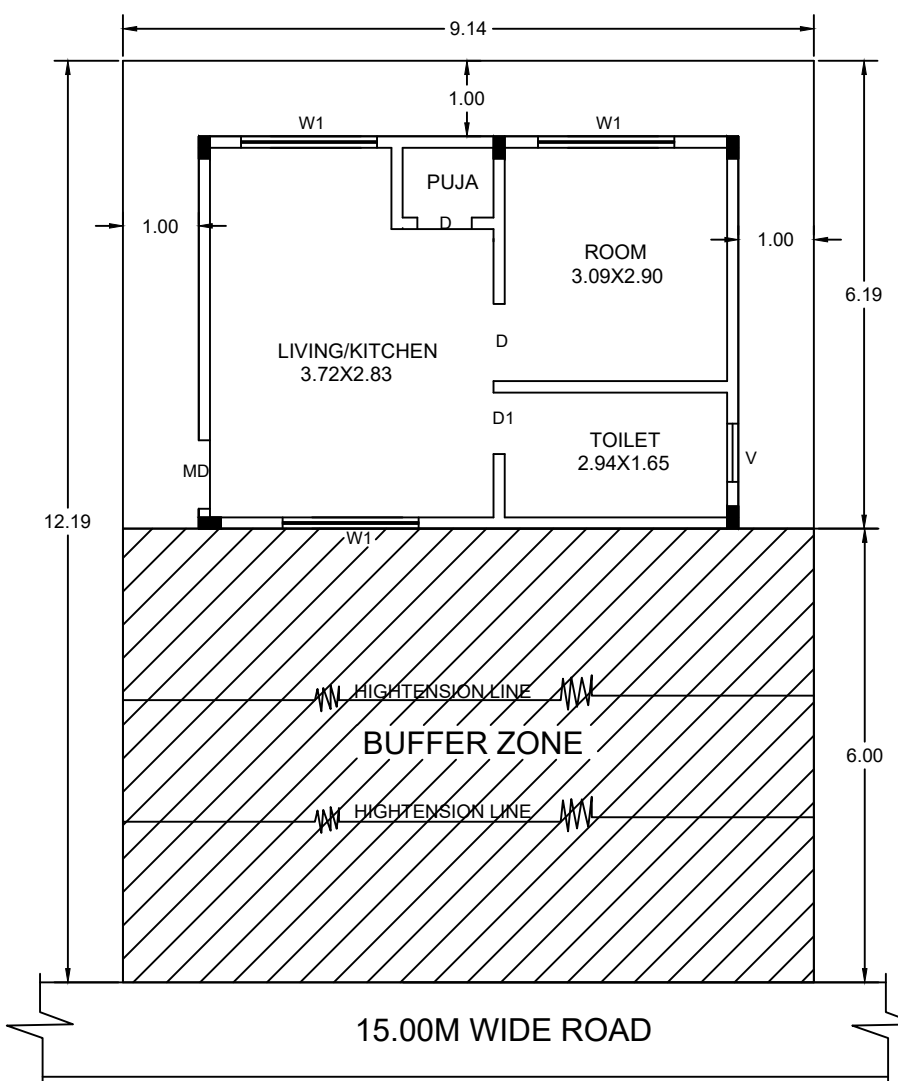 9.14
1.00
W1
W1
PUJA
D
1.00
1.00
ROOM
3.09X2.90
6.19
D
LIVING/KITCHEN
3.72X2.83
D1
TOILET
2.94X1.65
MD
V
12.19
W1
HIGHTENSION LINE
BUFFER ZONE
6.00
HIGHTENSION LINE
15.00M WIDE ROAD